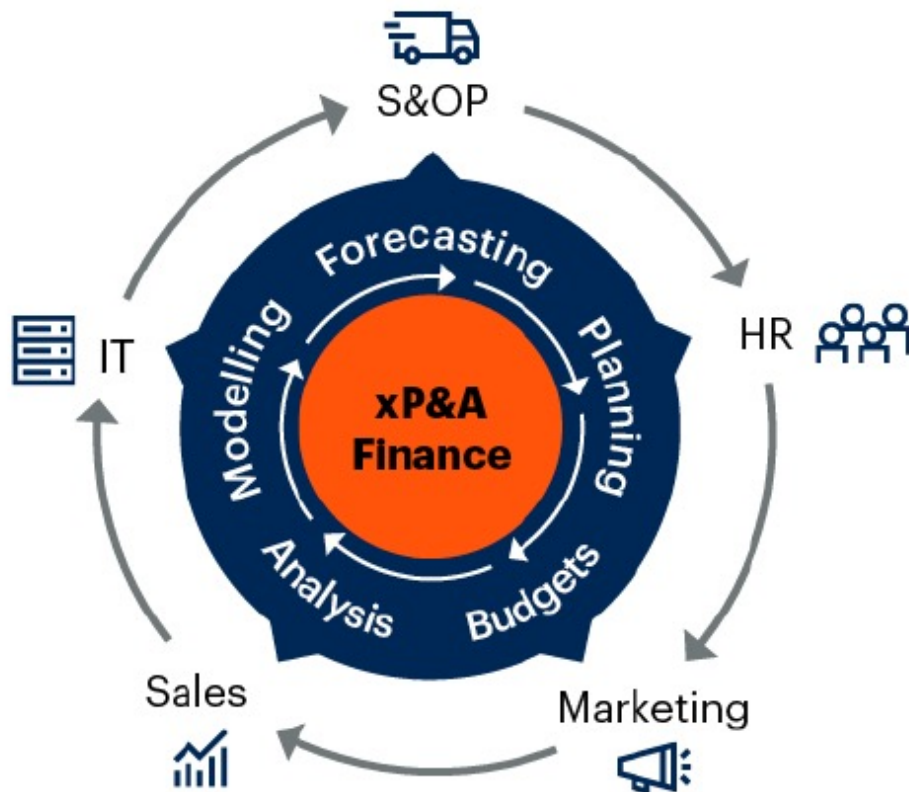 S&OP
Forecasting
Planning
Modelling
HR
IT
xP&A
Finance
Analysis
Budgets
Sales
Marketing